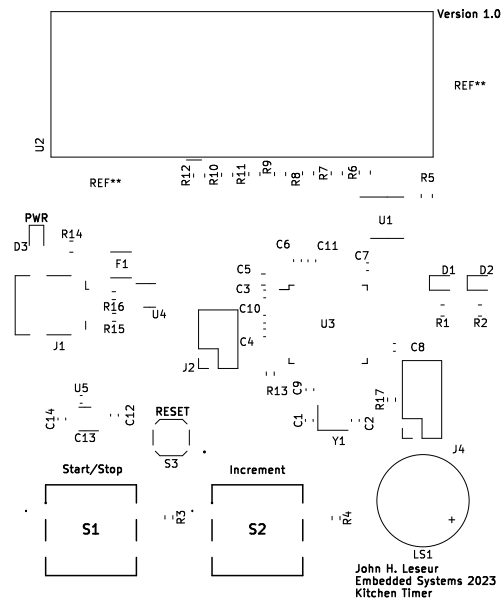 Version 1.0
REF**
U2
R12
R10
R11
R9
R8
R7
R6
REF**
R5
PWR
U1
D3
R14
C6
C11
C7
F1
C5
D1
D2
C3
R16
U4
C10
U3
R1
R2
R15
J1
C4
C8
J2
R13
C9
U5
R17
C14
C12
RESET
C1
C2
C13
Y1
J4
S3
Start/Stop
Increment
S1
R3
S2
R4
+
LS1
John H. Leseur
Embedded Systems 2023
Kitchen Timer